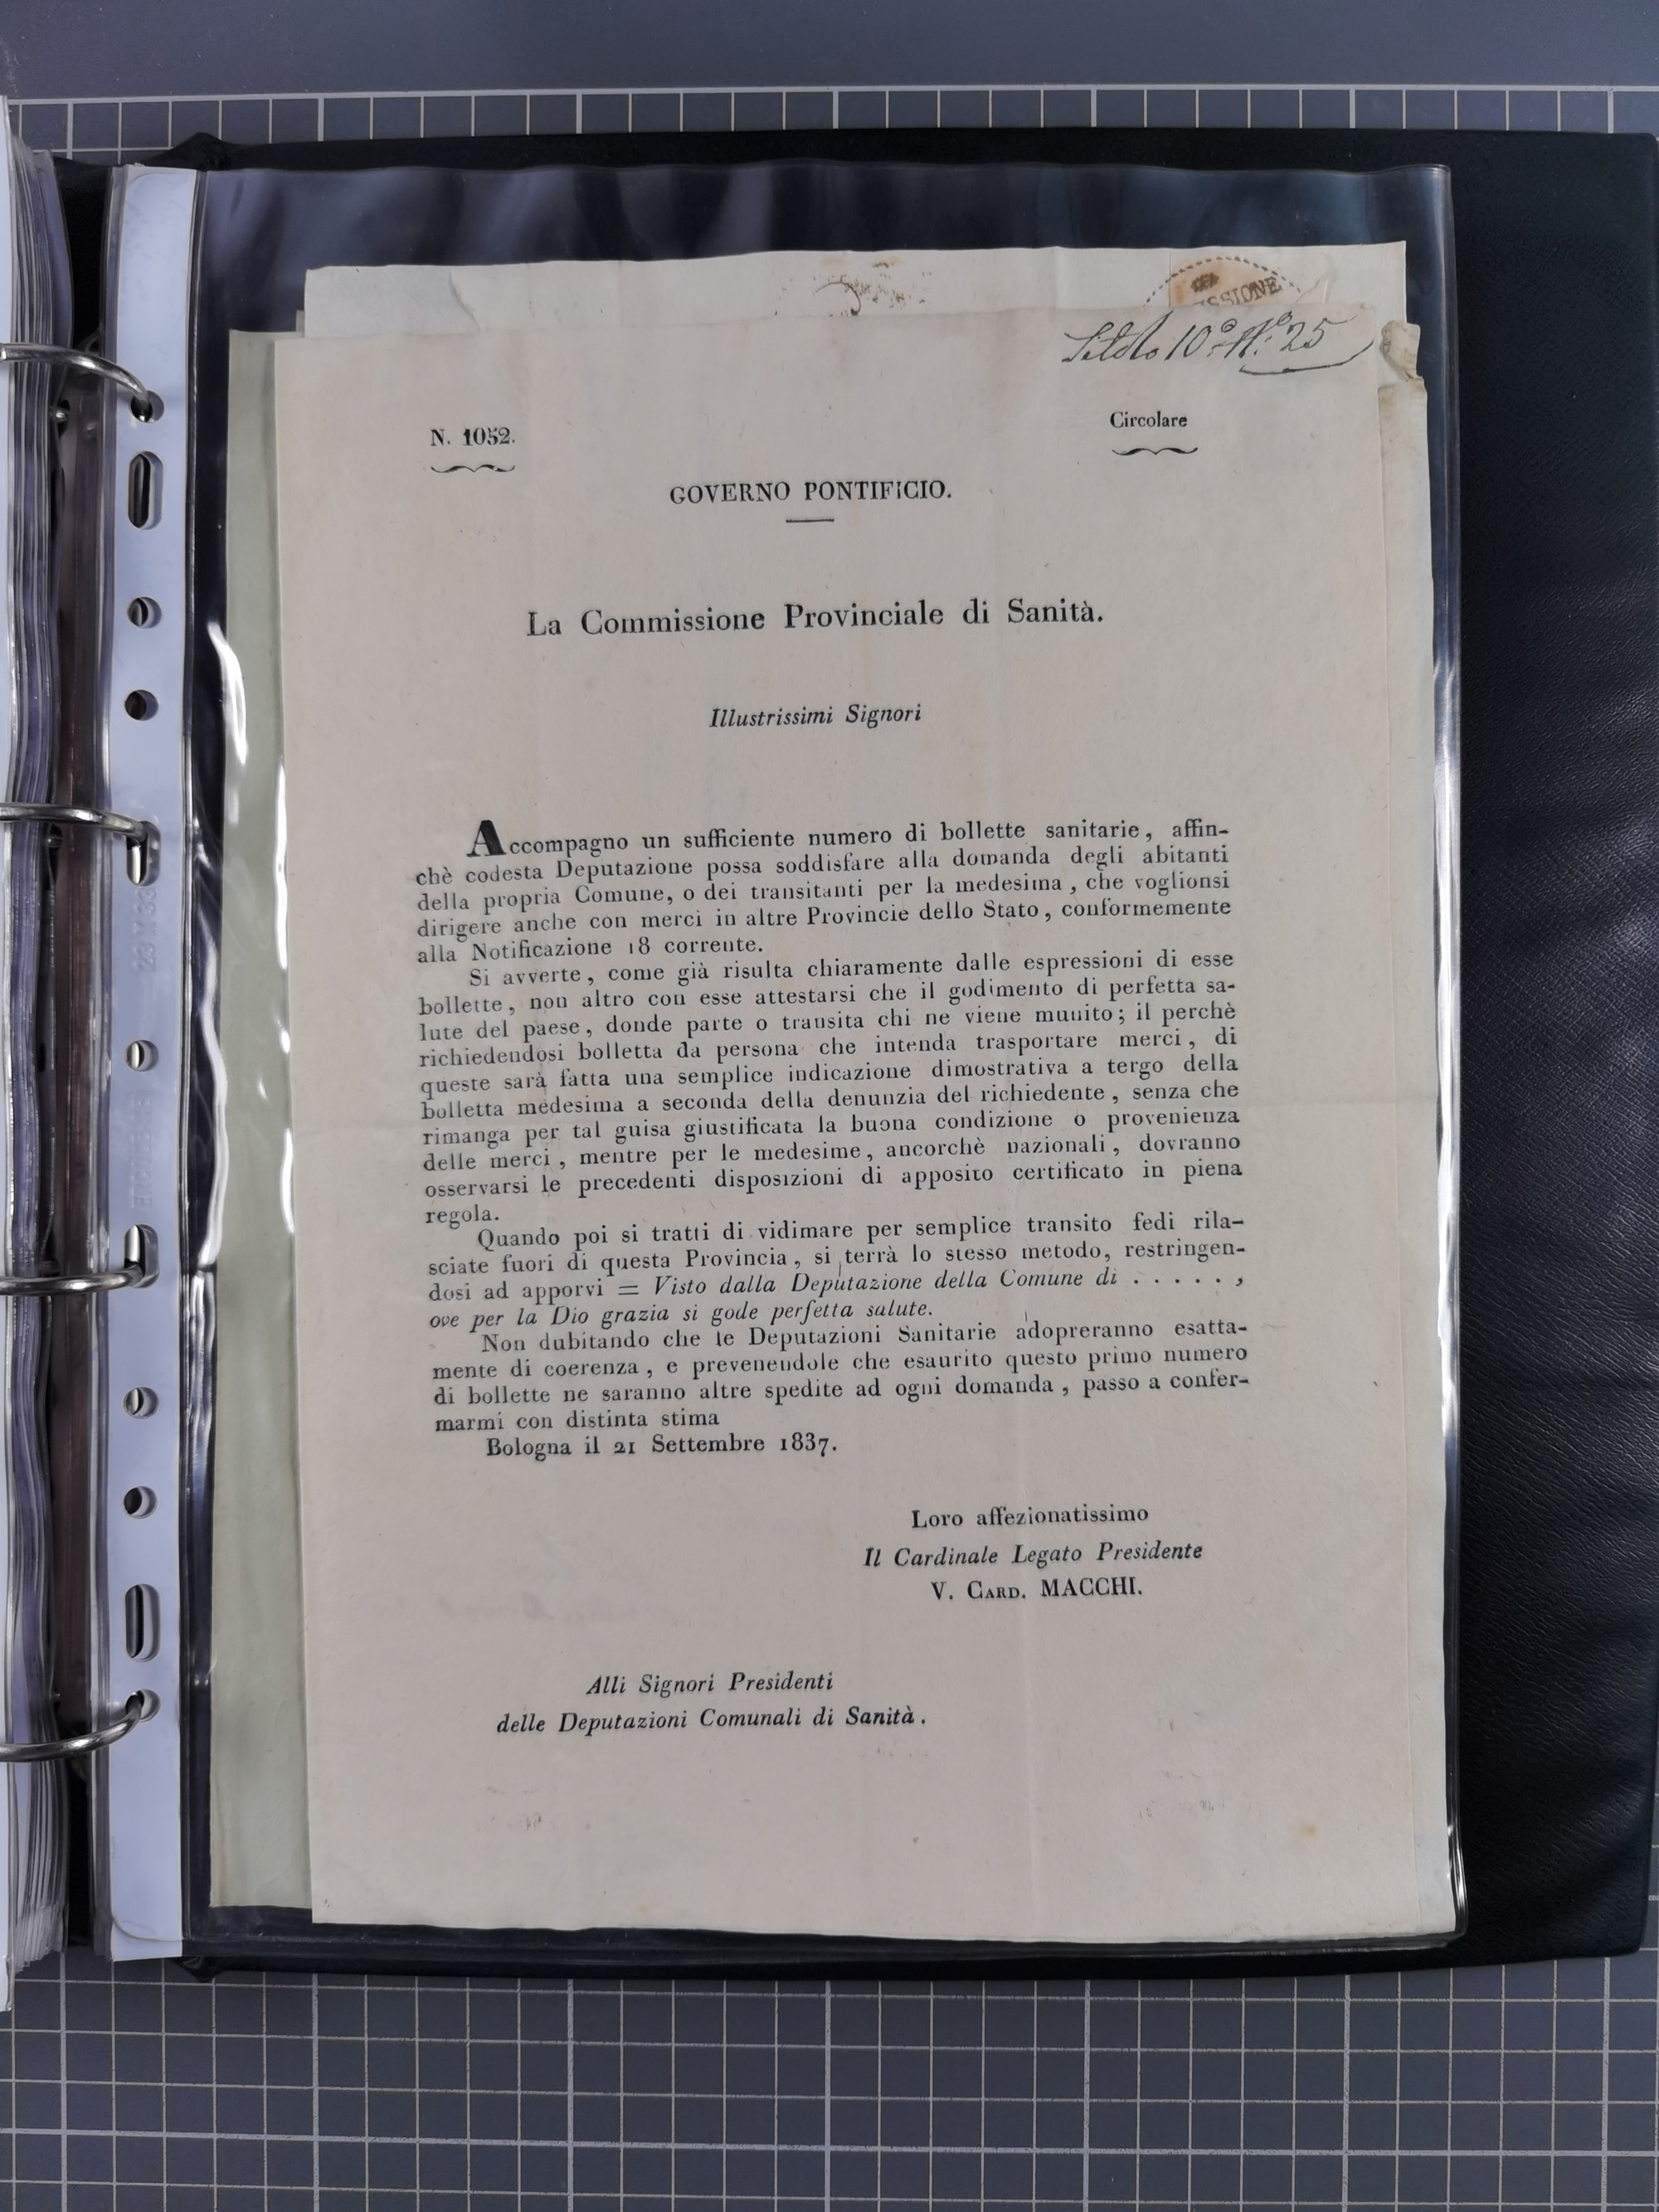 SSIONE
10° N° 25
N. 1052.
Circolare
GOVERNO PONTIFICIO.
La Commissione Provinciale di Sanità.
Illustrissimi Signori
Accompagno un sufficiente numero di bollette sanitarie, affin-
chè codesta Deputazione possa soddisfare alla domanda degli abitanti
della propria Comune, o dei transitanti per la medesima, che voglionsi
dirigere anche con merci in altre Provincie dello Stato, conformemente
alla Notificazione 18 corrente.
Si avverte, come già risulta chiaramente dalle espressioni di esse
bollette, non altro con esse attestarsi che il godimento di perfetta sa-
lute del paese, donde parte o transita chi ne viene munito; il perchè
richiedendosi bolletta da persona che intenda trasportare merci, di
queste sarà fatta una semplice indicazione dimostrativa a tergo della
bolletta medesima a seconda della denunzia del richiedente, senza che
rimanga per tal guisa giustificata la buona condizione o provenienza
delle merci, mentre per le medesime, ancorchè nazionali, dovranno
osservarsi le precedenti disposizioni di apposito certificato in piena
regola.
Quando poi si tratti di vidimare per semplice transito fedi rila-
sciate fuori di questa Provincia, si terrà lo stesso metodo, restringen-
dosi ad apporvi = Visto dalla Deputazione della Comune di . . . . . ,
ove per la Dio grazia si gode perfetta salute.
Non dubitando che le Deputazioni Sanitarie adopreranno esatta-
mente di coerenza, e prevenendole che esaurito questo primo numero
di bollette ne saranno altre spedite ad ogni domanda, passo a confer-
marmi con distinta stima
Bologna il 21 Settembre 1837.
Loro affezionatissimo
Il Cardinale Legato Presidente
V. CARD. MACCHI.
Alli Signori Presidenti
delle Deputazioni Comunali di Sanità.